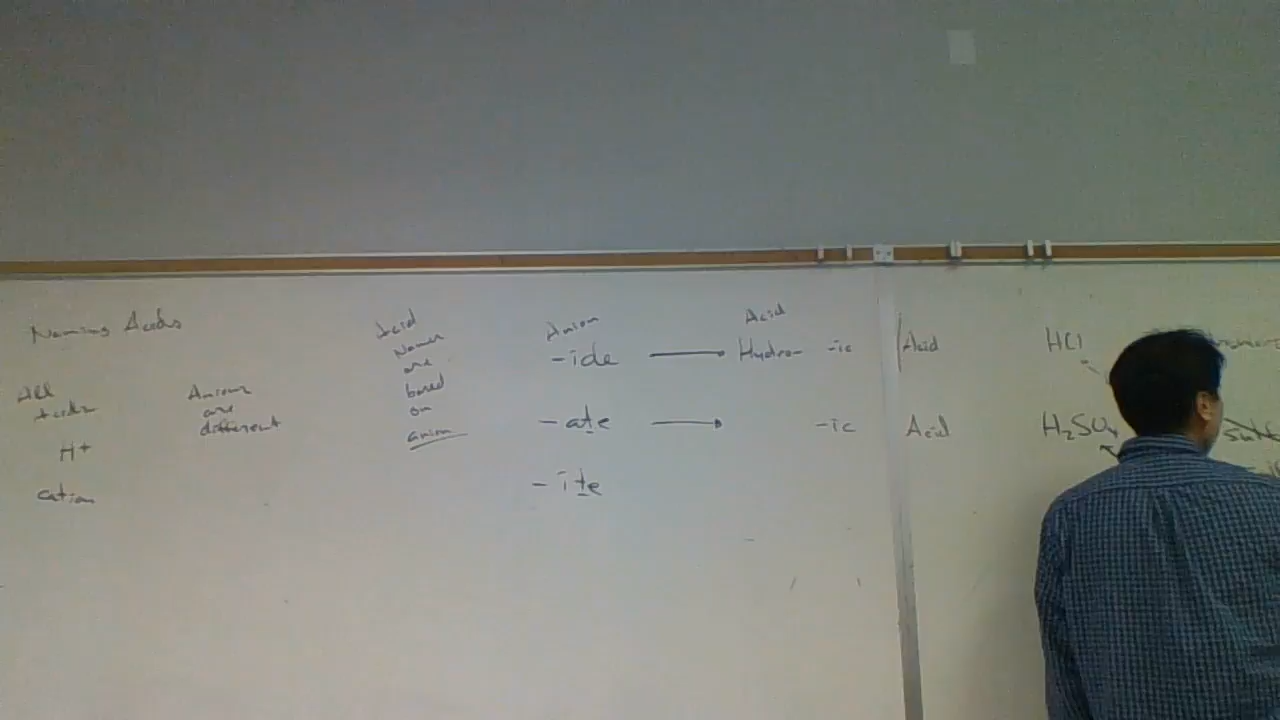 Naming Acids
All
Acids
H+
cation
Anions
are
different
Acid
Names
are
based
on
anion
Anion
Acid
-ide → Hydro- -ic Acid HCl
-ate → -ic Acid H2SO4
-ite